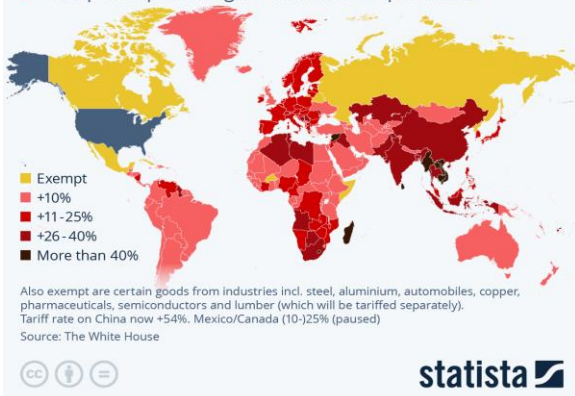 Exempt
+10%
+11-25%
+26-40%
More than 40%
Also exempt are certain goods from industries incl. steel, aluminium, automobiles, copper,
pharmaceuticals, semiconductors and lumber (which will be tariffed separately).
Tariff rate on China now +54%. Mexico/Canada (10-)25% (paused)
Source: The White House
cc
statista